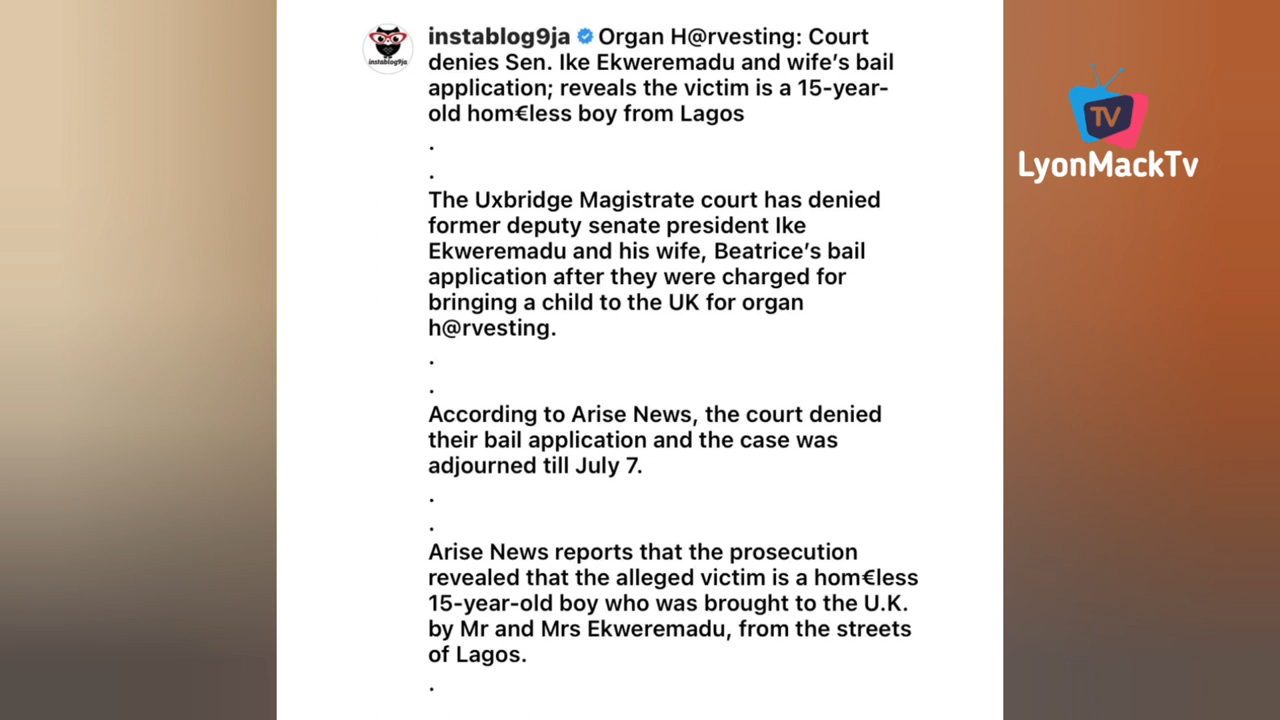 instablog9ja Organ H@rvesting: Court
denies Sen. Ike Ekweremadu and wife’s bail
application; reveals the victim is a 15-year-
old hom€less boy from Lagos
.
.
The Uxbridge Magistrate court has denied
former deputy senate president Ike
Ekweremadu and his wife, Beatrice’s bail
application after they were charged for
bringing a child to the UK for organ
h@rvesting.
.
.
According to Arise News, the court denied
their bail application and the case was
adjourned till July 7.
.
.
Arise News reports that the prosecution
revealed that the alleged victim is a hom€less
15-year-old boy who was brought to the U.K.
by Mr and Mrs Ekweremadu, from the streets
of Lagos.
.
instablog9ja
TV
LyonMackTv